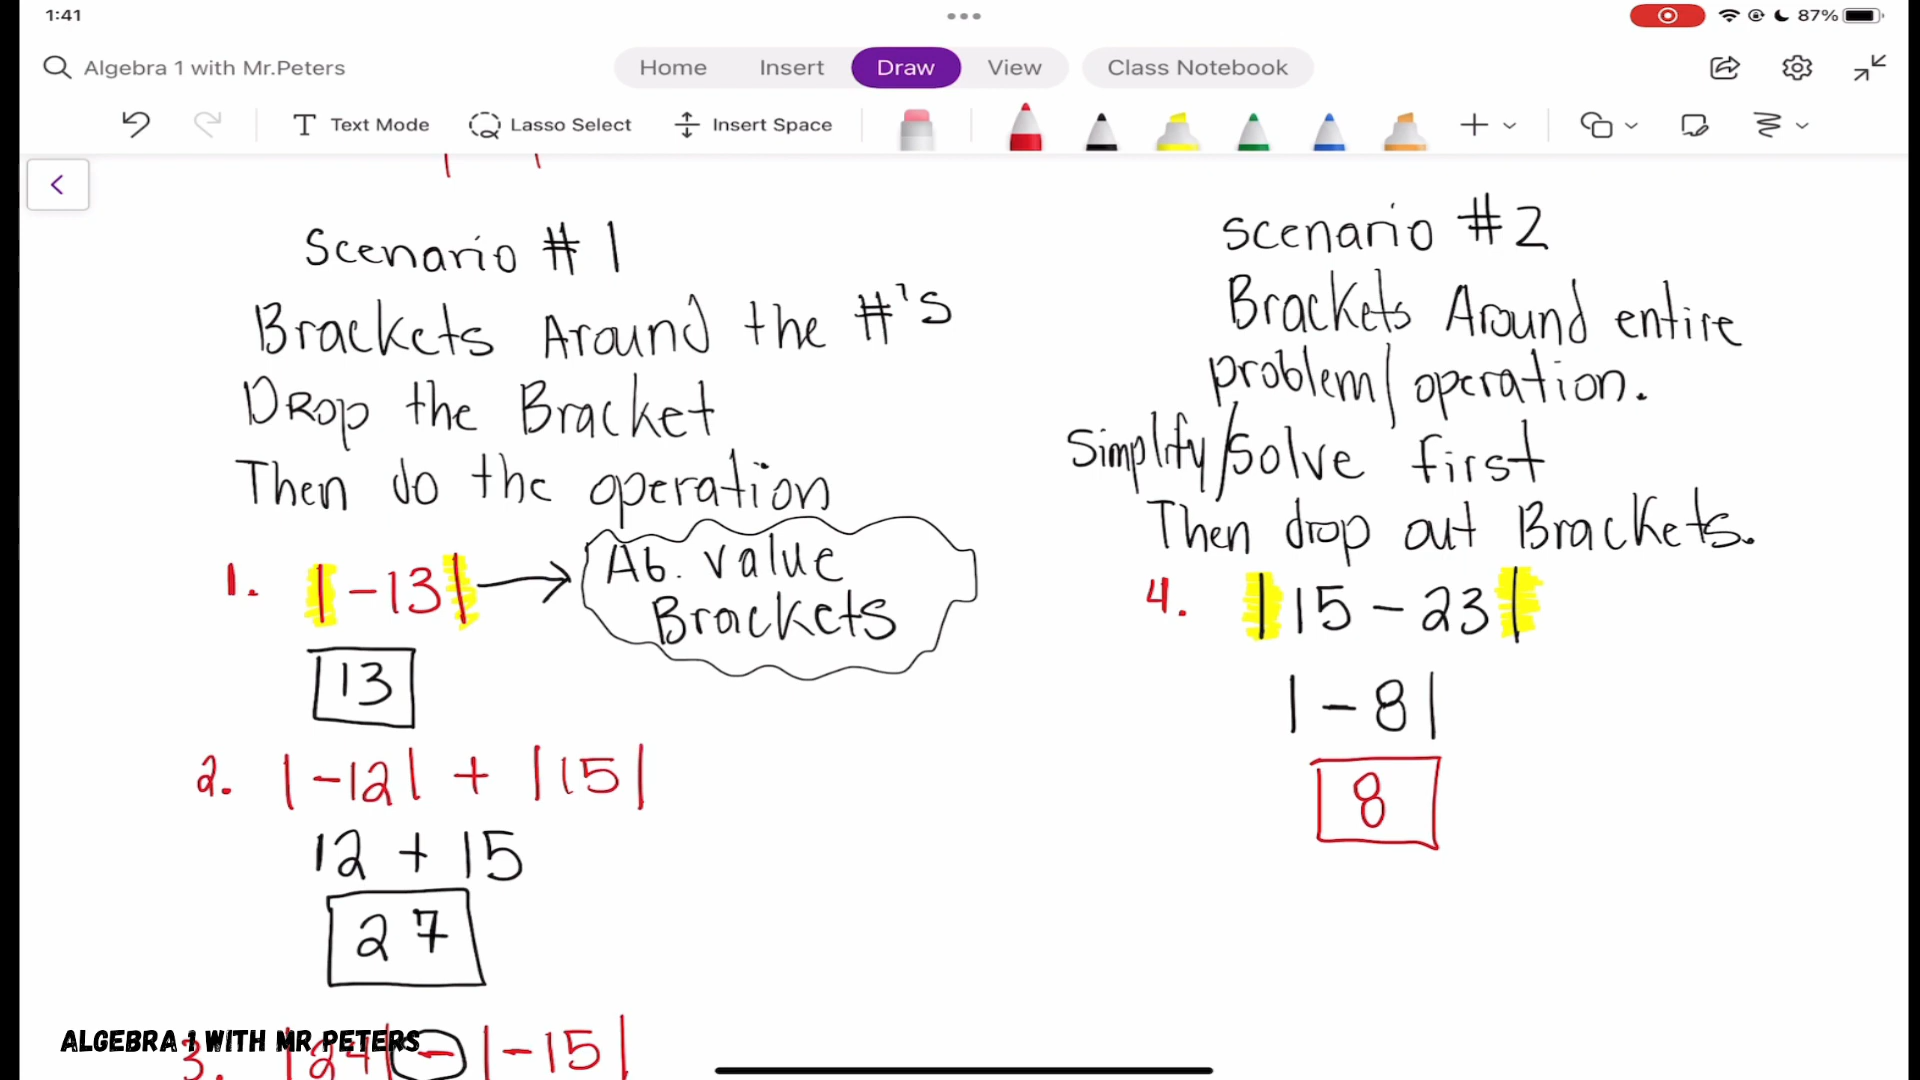 1:41
87%
Algebra 1 with Mr.Peters
Home Insert Draw View Class Notebook
Text Mode Lasso Select Insert Space
Scenario # 1
Brackets Around the #'s
Drop the Bracket
Then do the operation
1. |-13|
Ab. value
Brackets
13
2. |-12| + |15|
12 + 15
27
3. |24| - |-15|
ALGEBRA 1 WITH MR PETERS
Scenario #2
Brackets Around entire
problem/operation.
Simplify/Solve first
Then drop out Brackets.
4. |15 - 23|
|-8|
8